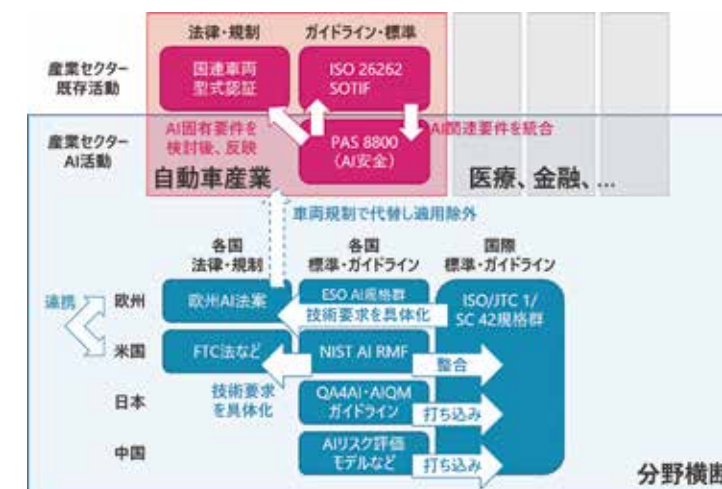 法律・規制
ガイドライン・標準
産業セクター
既存活動
国連車両
型式認証
ISO 26262
SOTIF
産業セクター
AI活動
AI固有要件を
検討後、反映
PAS 8800
(AI安全)
AI関連要件を統合
自動車産業
医療、金融、...
車両規制で代替し適用除外
各国
法律・規制
各国
標準・ガイドライン
国際
標準・ガイドライン
連携
欧州
欧州AI法案
ESO AI規格群
技術要求を具体化
ISO/JTC 1/
SC 42規格群
米国
FTC法など
NIST AI RMF
整合
技術要求
を具体化
日本
QA4AI・AIQM
ガイドライン
打ち込み
中国
AIリスク評価
モデルなど
打ち込み
分野横断